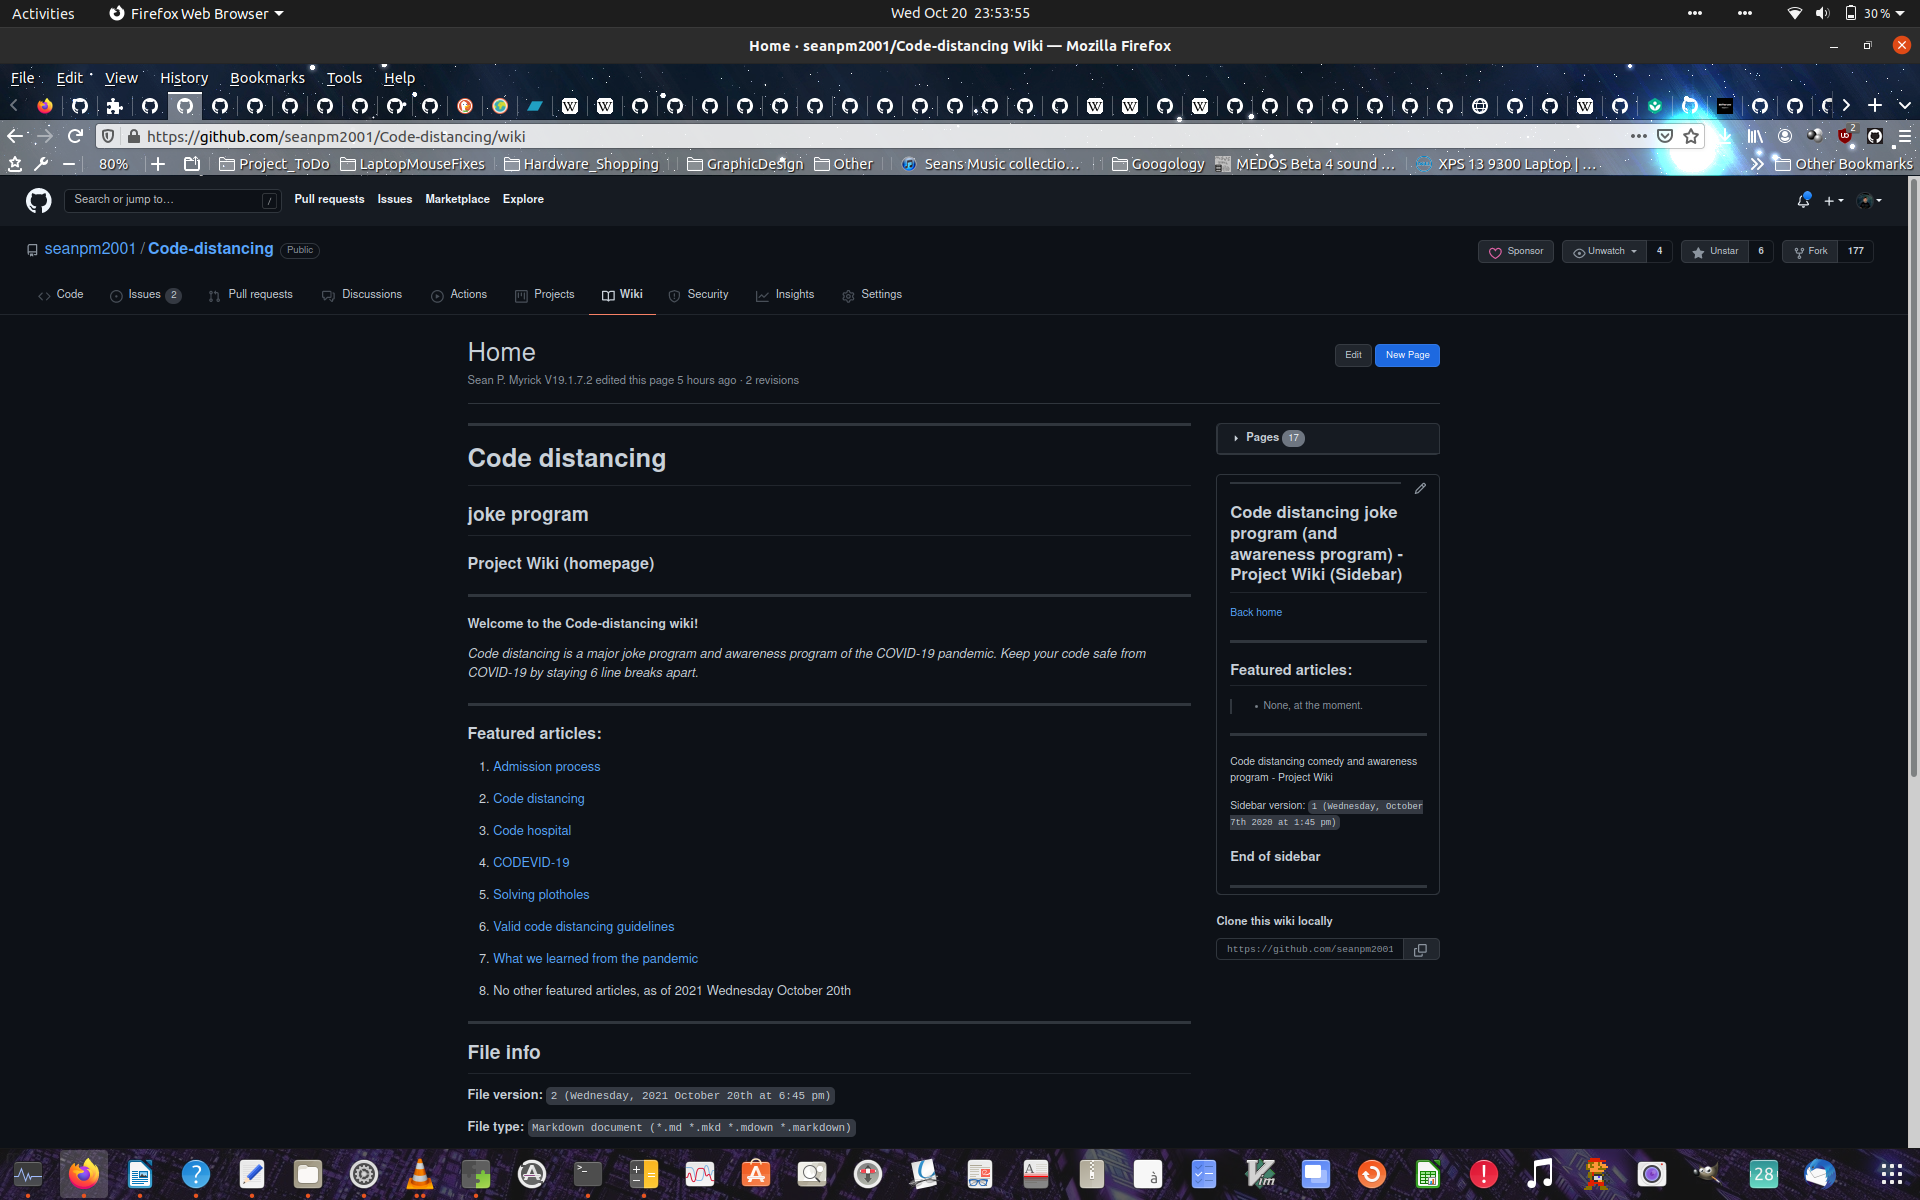 Activities
Firefox Web Browser
Wed Oct 20  23:53:55
30 %
Home · seanpm2001/Code-distancing Wiki — Mozilla Firefox
File Edit View History Bookmarks Tools Help
https://github.com/seanpm2001/Code-distancing/wiki
2
80%
Project_ToDo
LaptopMouseFixes
Hardware_Shopping
GraphicDesign
Other
Seans Music collectio…
Googology
MEDOS Beta 4 sound …
XPS 13 9300 Laptop | …
Other Bookmarks
Search or jump to…
/
Pull requests Issues Marketplace Explore
seanpm2001 / Code-distancing Public
Sponsor
Unwatch 4
Unstar 6
Fork 177
Code
Issues 2
Pull requests
Discussions
Actions
Projects
Wiki
Security
Insights
Settings
Home
Edit
New Page
Sean P. Myrick V19.1.7.2 edited this page 5 hours ago · 2 revisions
Code distancing
joke program
Project Wiki (homepage)
Welcome to the Code-distancing wiki!
Code distancing is a major joke program and awareness program of the COVID-19 pandemic. Keep your code safe from
COVID-19 by staying 6 line breaks apart.
Featured articles:
1. Admission process
2. Code distancing
3. Code hospital
4. CODEVID-19
5. Solving plotholes
6. Valid code distancing guidelines
7. What we learned from the pandemic
8. No other featured articles, as of 2021 Wednesday October 20th
File info
File version: 2 (Wednesday, 2021 October 20th at 6:45 pm)
File type: Markdown document (*.md *.mkd *.mdown *.markdown)
Pages 17
Code distancing joke
program (and
awareness program) -
Project Wiki (Sidebar)
Back home
Featured articles:
• None, at the moment.
Code distancing comedy and awareness
program - Project Wiki
Sidebar version: 1 (Wednesday, October
7th 2020 at 1:45 pm)
End of sidebar
Clone this wiki locally
https://github.com/seanpm2001
28